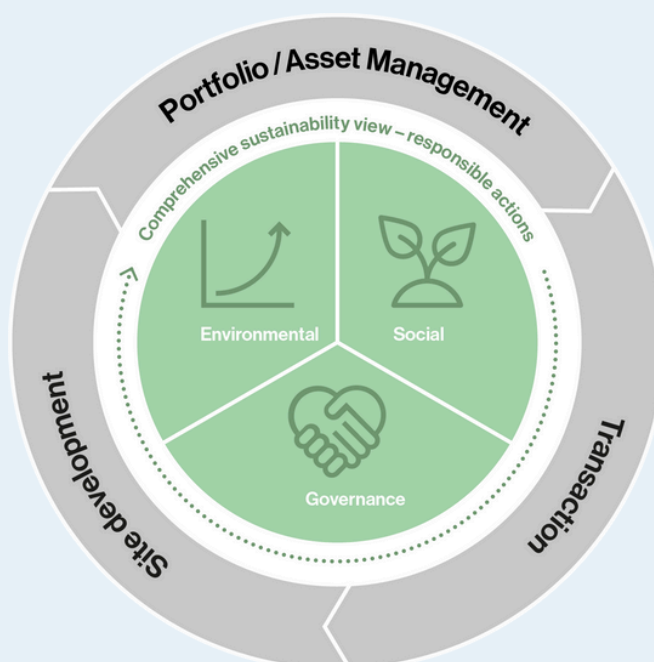 Portfolio / Asset Management
Comprehensive sustainability view – responsible actions
Environmental
Social
Governance
Transaction
Site development